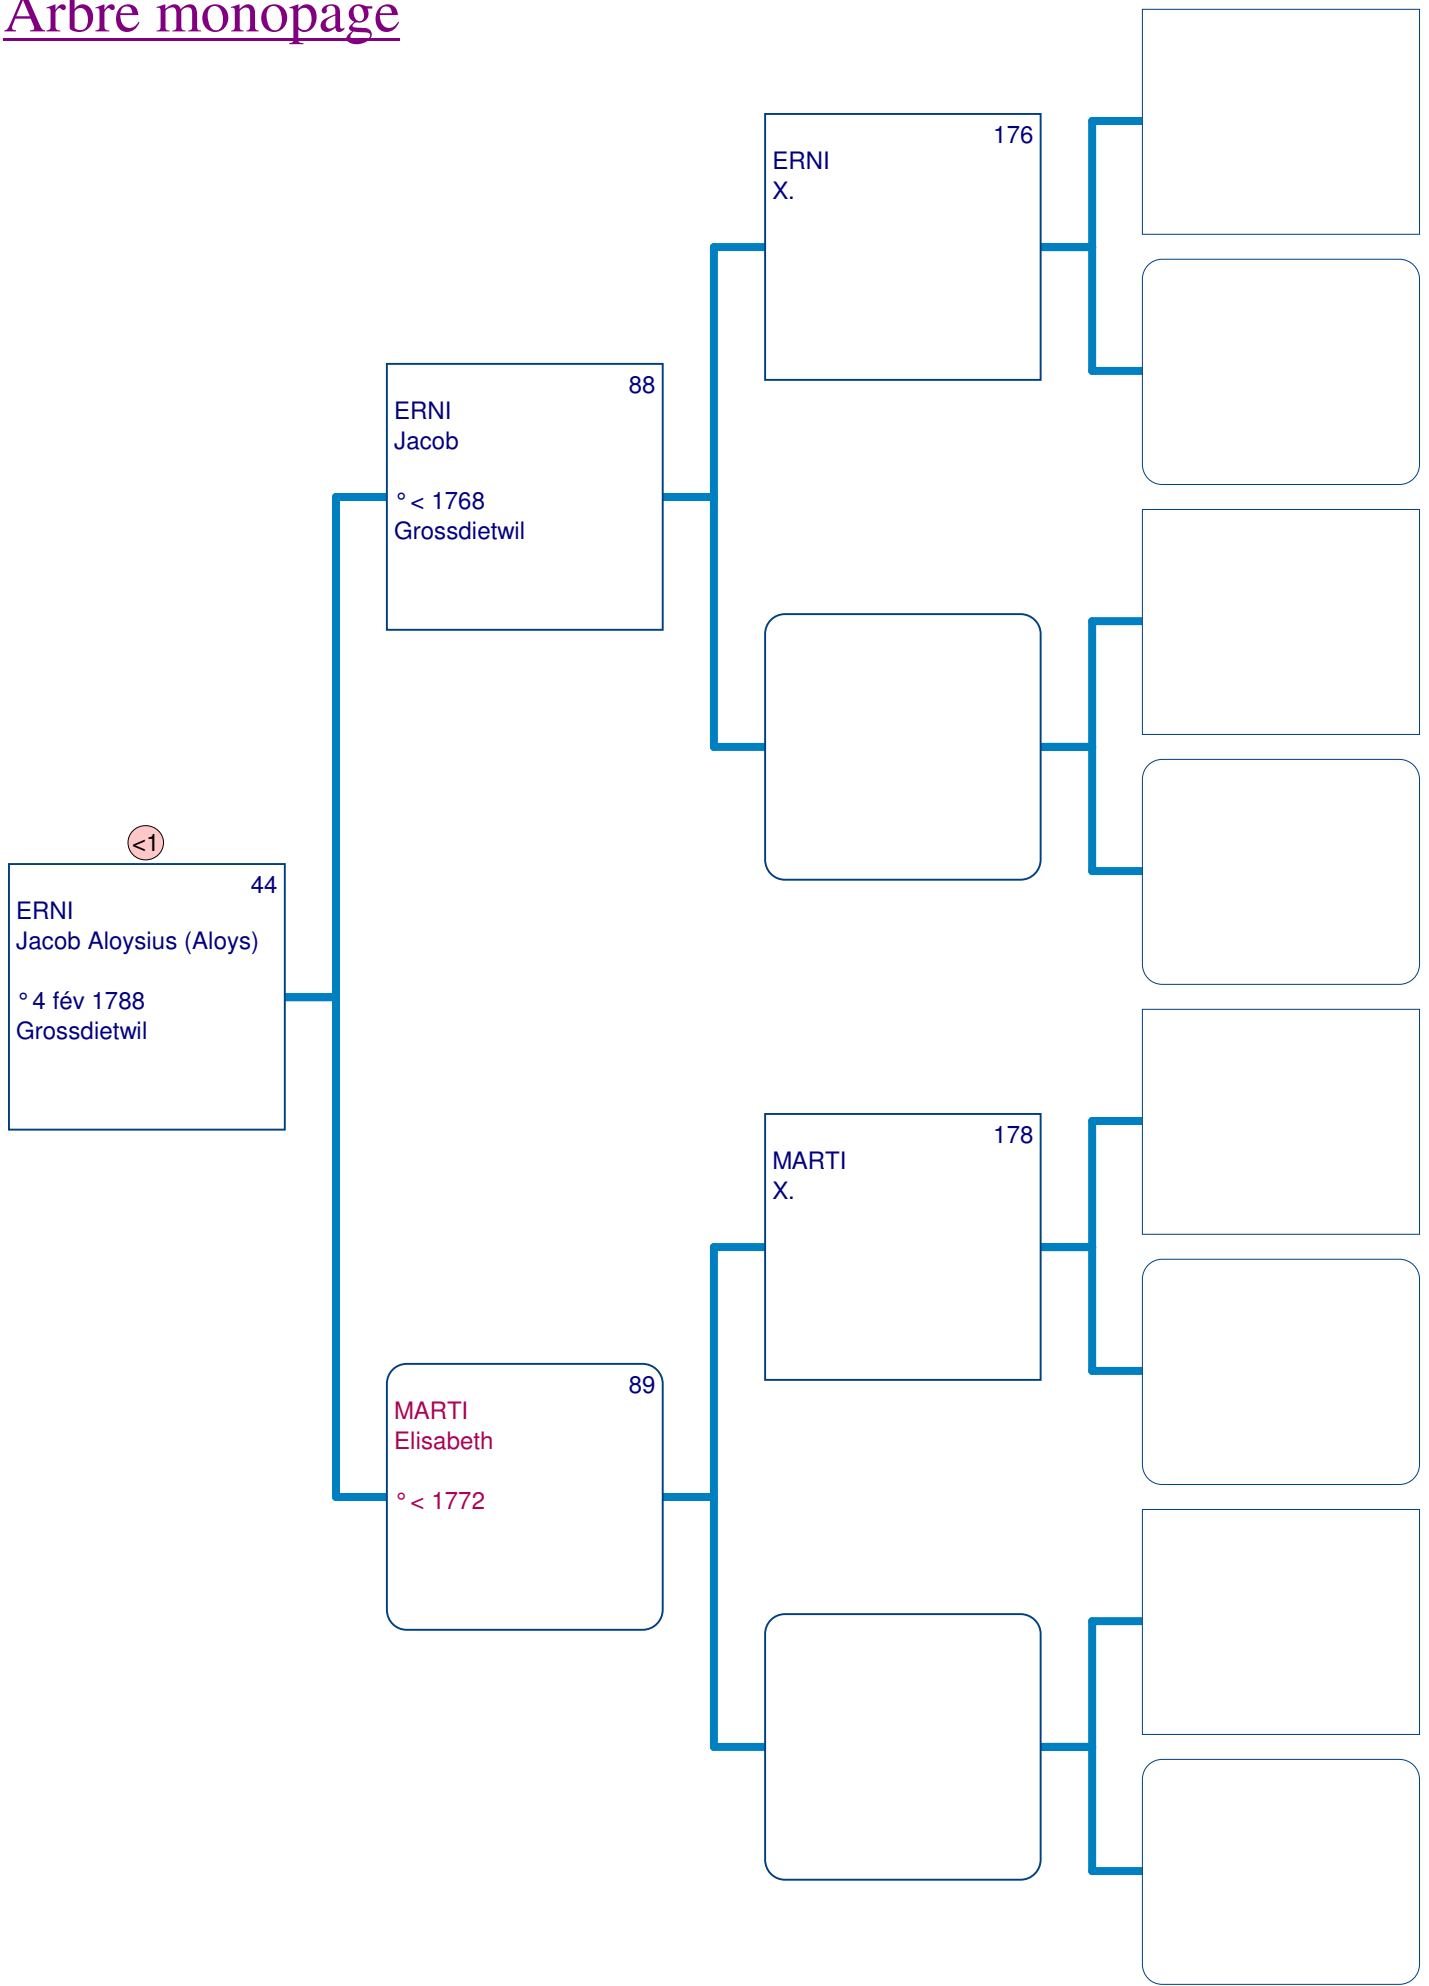 Arbre monopage
176
ERNI
X.
88
ERNI
Jacob
° < 1768
Grossdietwil
<1
44
ERNI
Jacob Aloysius (Aloys)
° 4 fév 1788
Grossdietwil
178
MARTI
X.
89
MARTI
Elisabeth
° < 1772